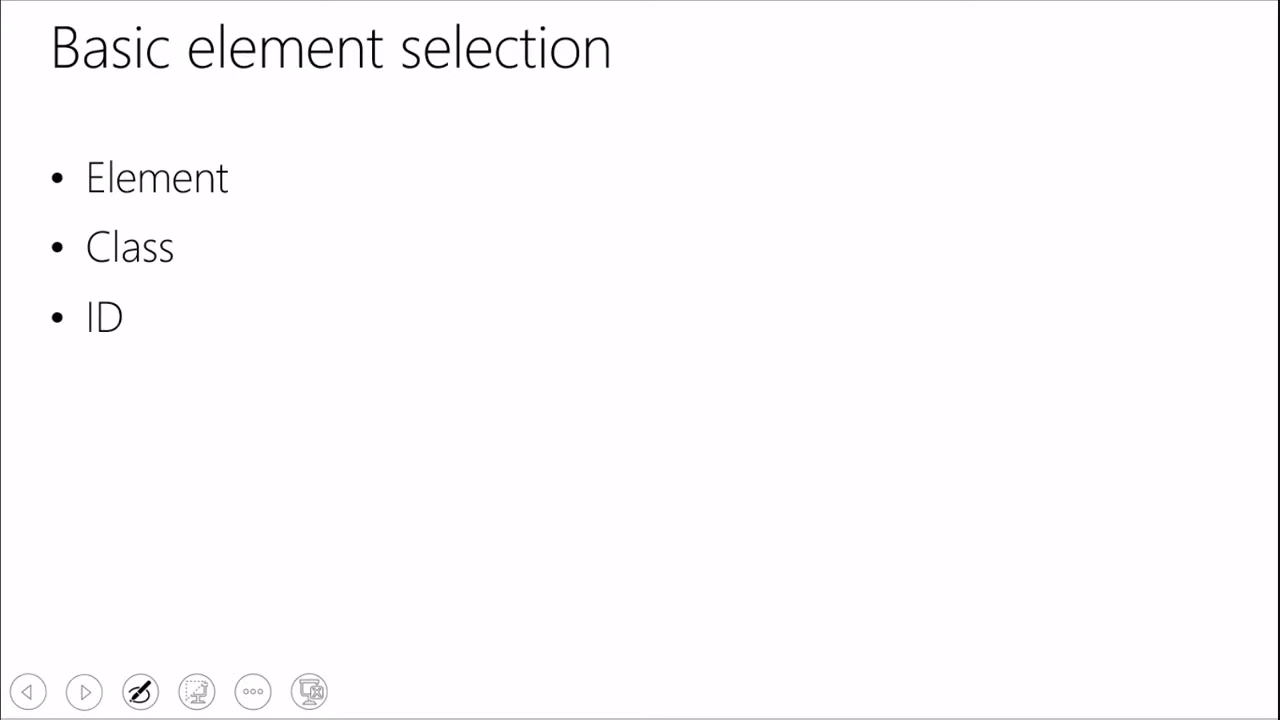 Basic element selection
• Element
• Class
• ID